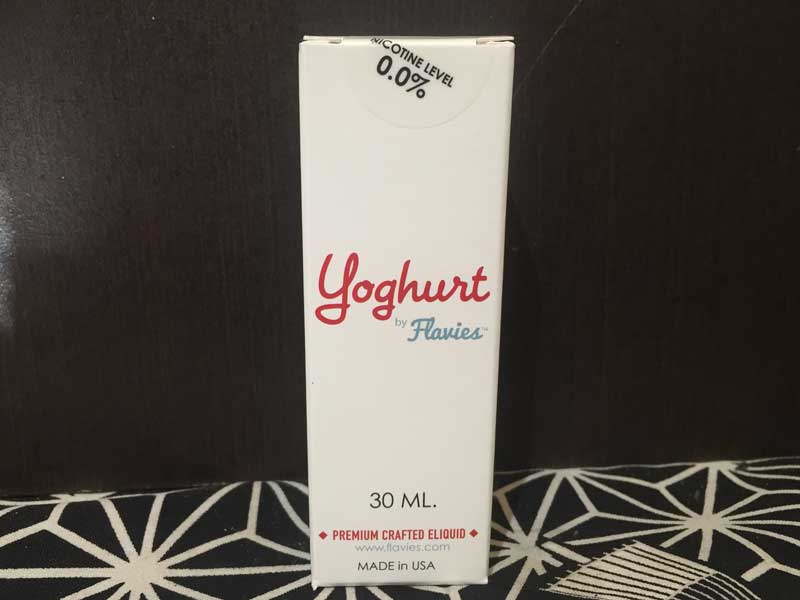 NICOTINE LEVEL
0.0%
Yoghurt
by Flavies™
30 ML.
PREMIUM CRAFTED ELIQUID
www.flavies.com
MADE in USA